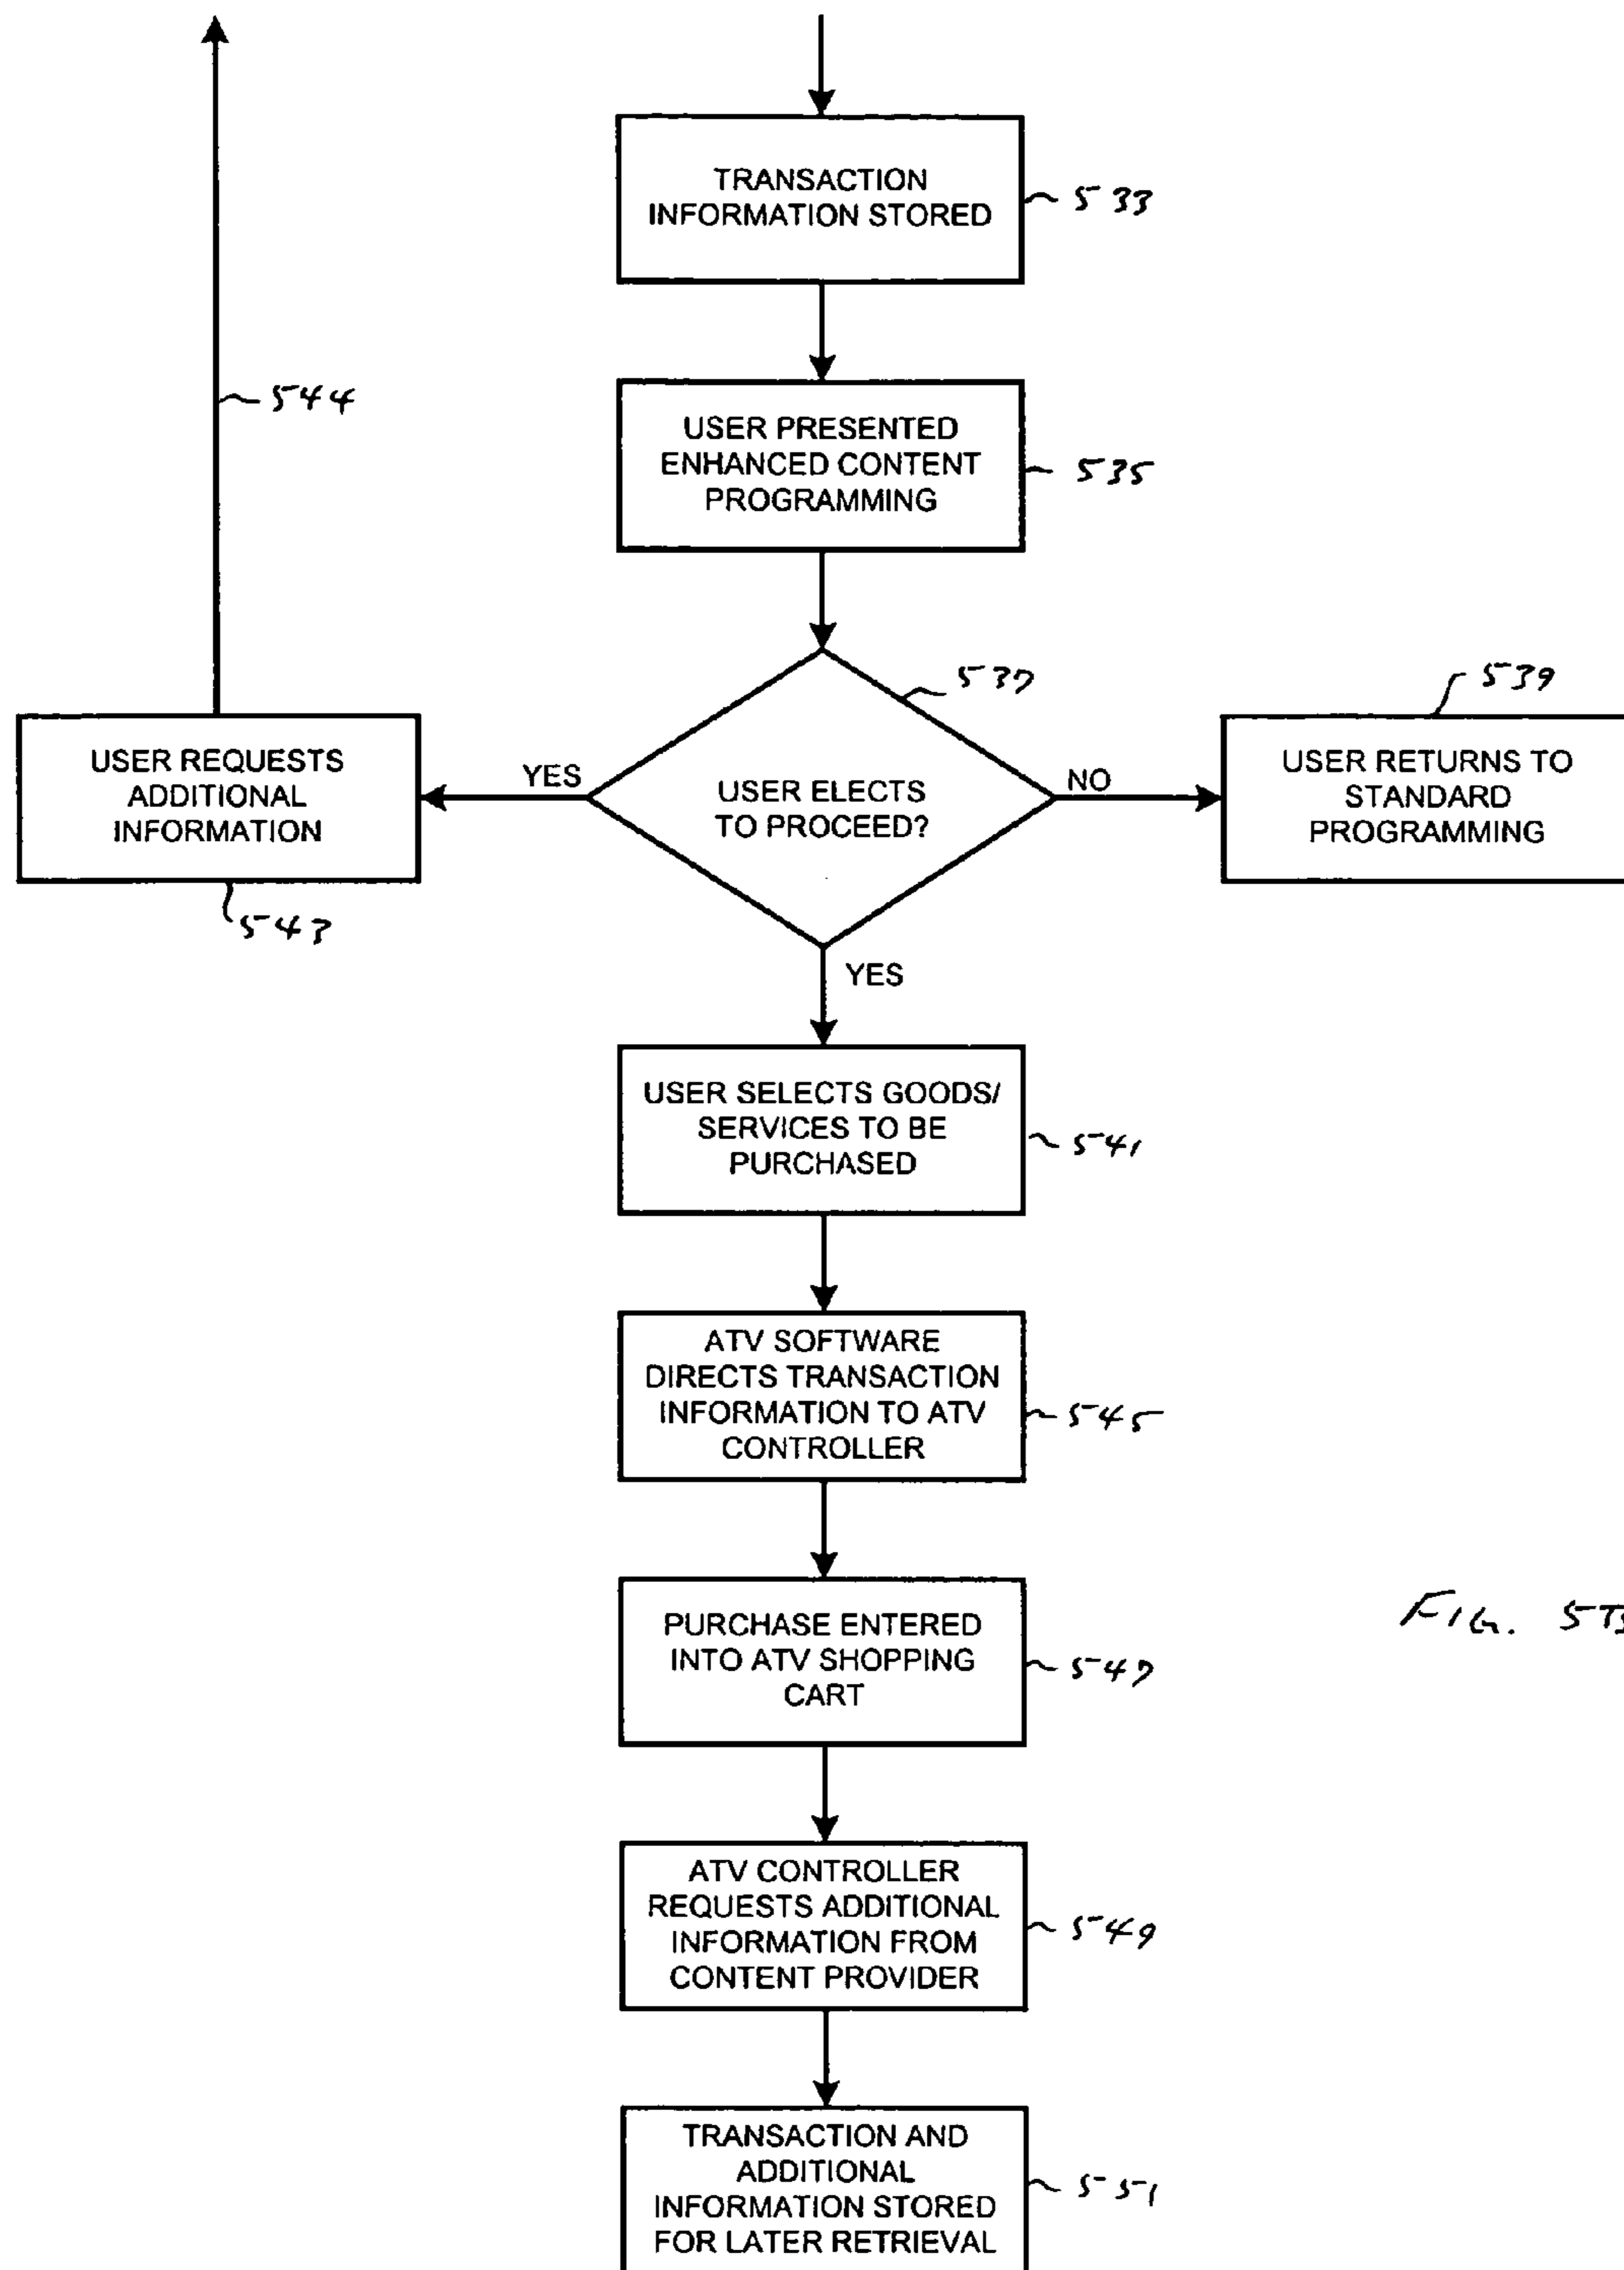 TRANSACTION
INFORMATION STORED
533
544
USER PRESENTED
ENHANCED CONTENT
PROGRAMMING
535
537
539
USER REQUESTS
ADDITIONAL
INFORMATION
YES
USER ELECTS
TO PROCEED?
NO
USER RETURNS TO
STANDARD
PROGRAMMING
543
YES
USER SELECTS GOODS/
SERVICES TO BE
PURCHASED
541
ATV SOFTWARE
DIRECTS TRANSACTION
INFORMATION TO ATV
CONTROLLER
545
PURCHASE ENTERED
INTO ATV SHOPPING
CART
547
FIG. 5B
ATV CONTROLLER
REQUESTS ADDITIONAL
INFORMATION FROM
CONTENT PROVIDER
549
TRANSACTION AND
ADDITIONAL
INFORMATION STORED
FOR LATER RETRIEVAL
551